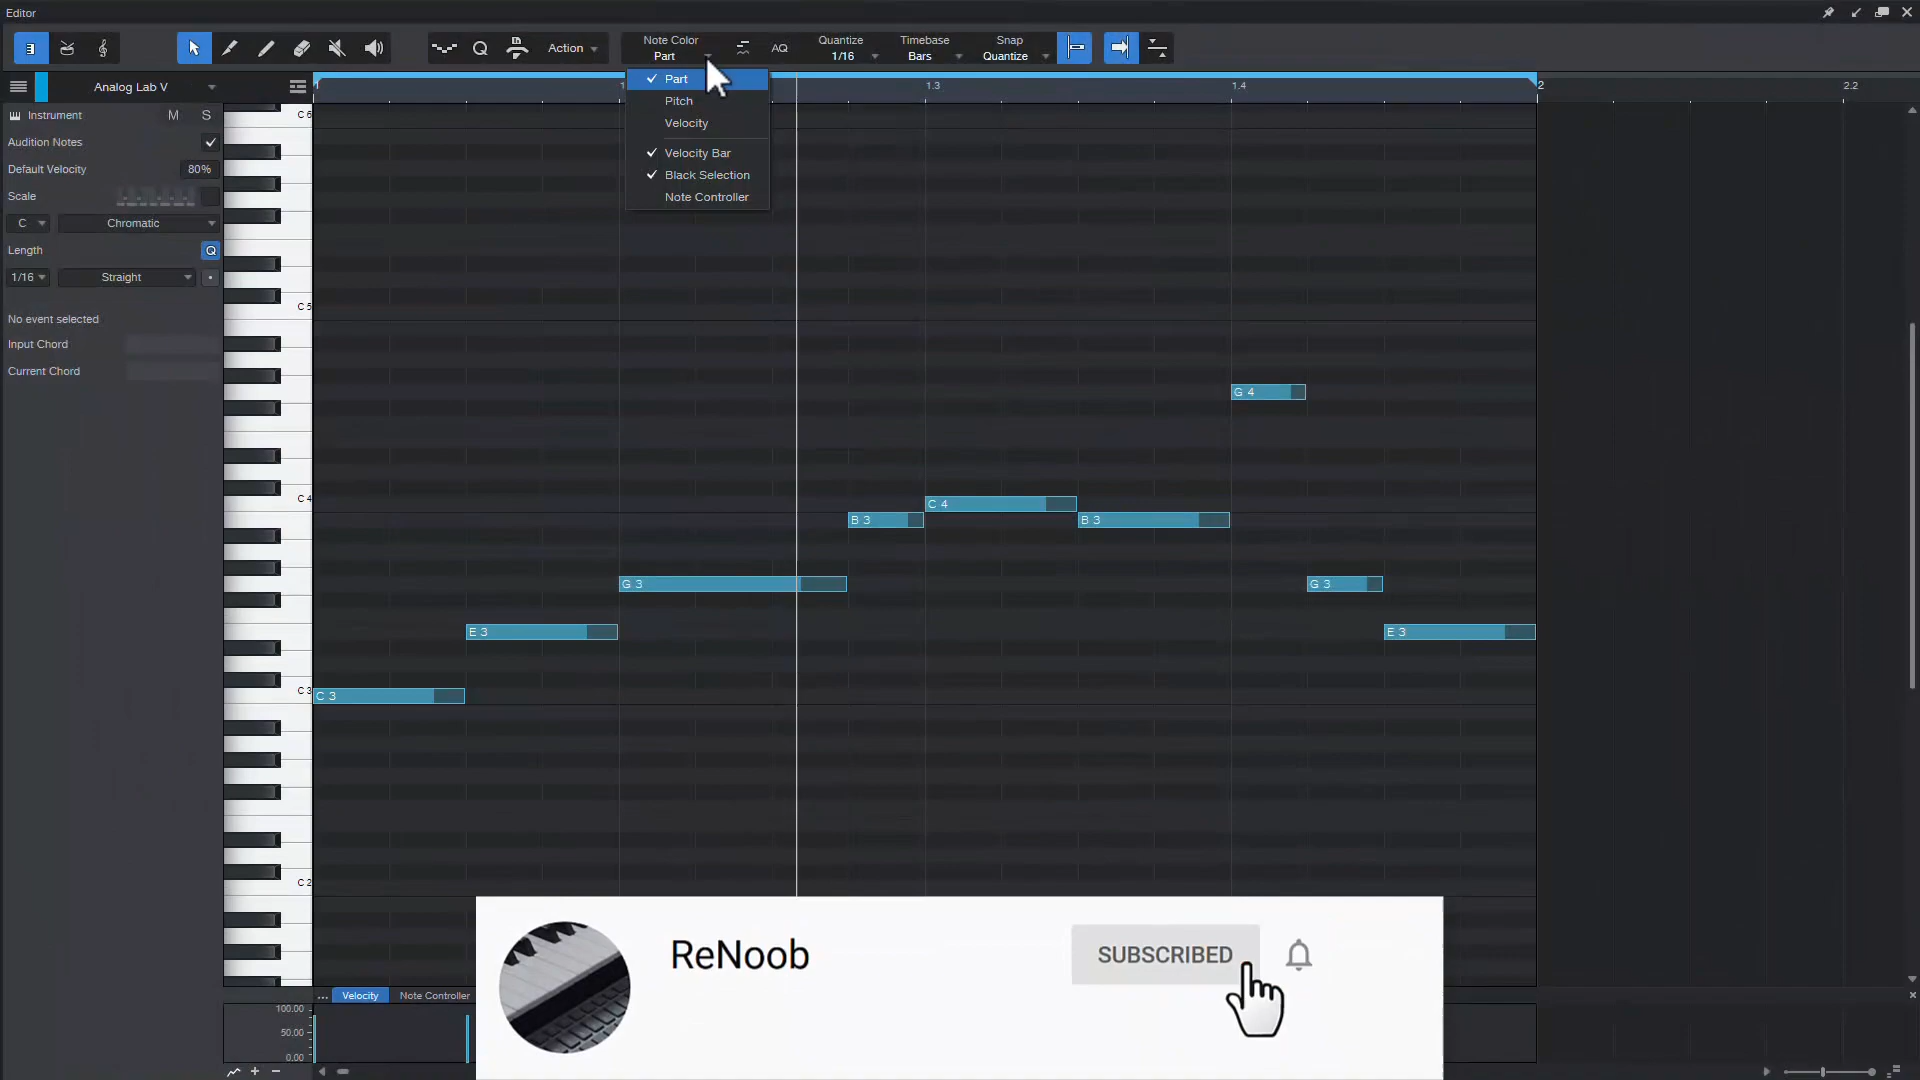 Editor
Action
Note Color
Part
AQ
Quantize
1/16
Timebase
Bars
Snap
Quantize
Analog Lab V
1
1.3
1.4
2
2.2
Part
Pitch
Velocity
Velocity Bar
Black Selection
Note Controller
Instrument
M
S
Audition Notes
Default Velocity
80%
Scale
C
Chromatic
Length
Q
1/16
Straight
No event selected
Input Chord
Current Chord
C 6
C 5
C 4
C 3
C 2
G 4
C 4
B 3
B 3
G 3
G 3
E 3
E 3
C 3
ReNoob
SUBSCRIBED
... Velocity
Note Controller
100.00
50.00
0.00